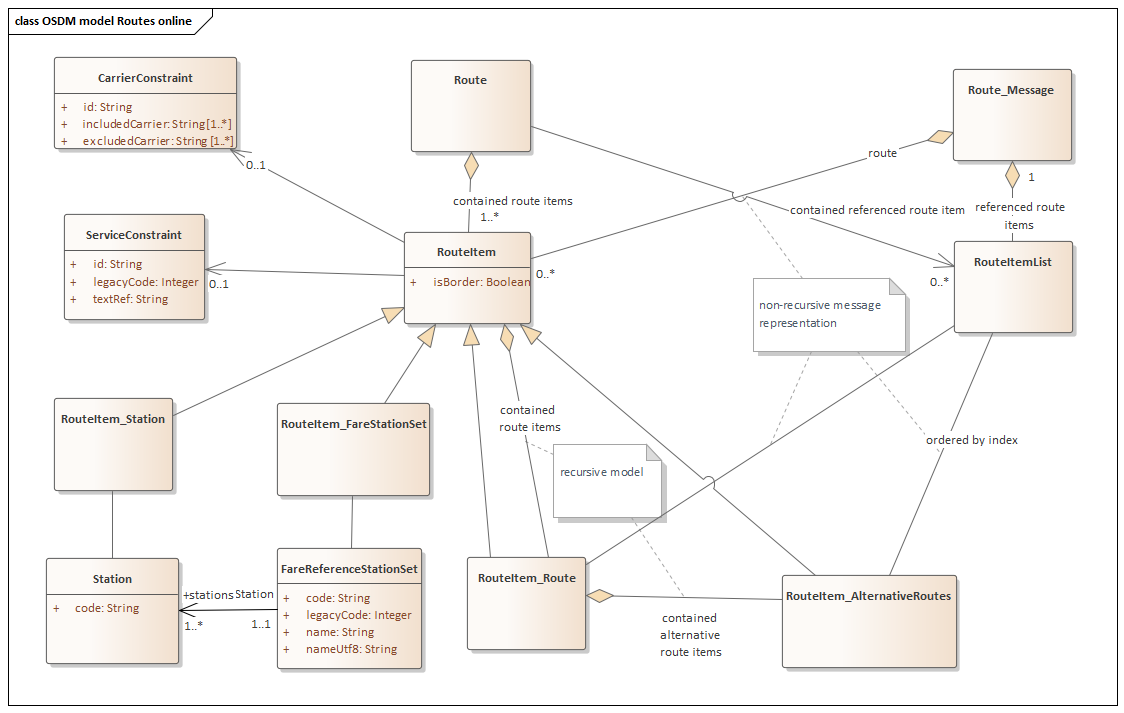 class OSDM model Routes online
CarrierConstraint
+ id: String
+ includedCarrier: String [1..*]
+ excludedCarrier: String [1..*]
0..1
Route
Route_Message
route
1
contained route items
1..*
contained referenced route item
referenced route
items
ServiceConstraint
+ id: String
+ legacyCode: Integer
+ textRef: String
0..1
RouteItem
+ isBorder: Boolean
0..*
RouteItemList
0..*
non-recursive message
representation
RouteItem_Station
RouteItem_FareStationSet
contained
route items
recursive model
ordered by index
Station
+ code: String
+stationsStation
1..*
1..1
FareReferenceStationSet
+ code: String
+ legacyCode: Integer
+ name: String
+ nameUtf8: String
RouteItem_Route
RouteItem_AlternativeRoutes
contained
alternative
route items